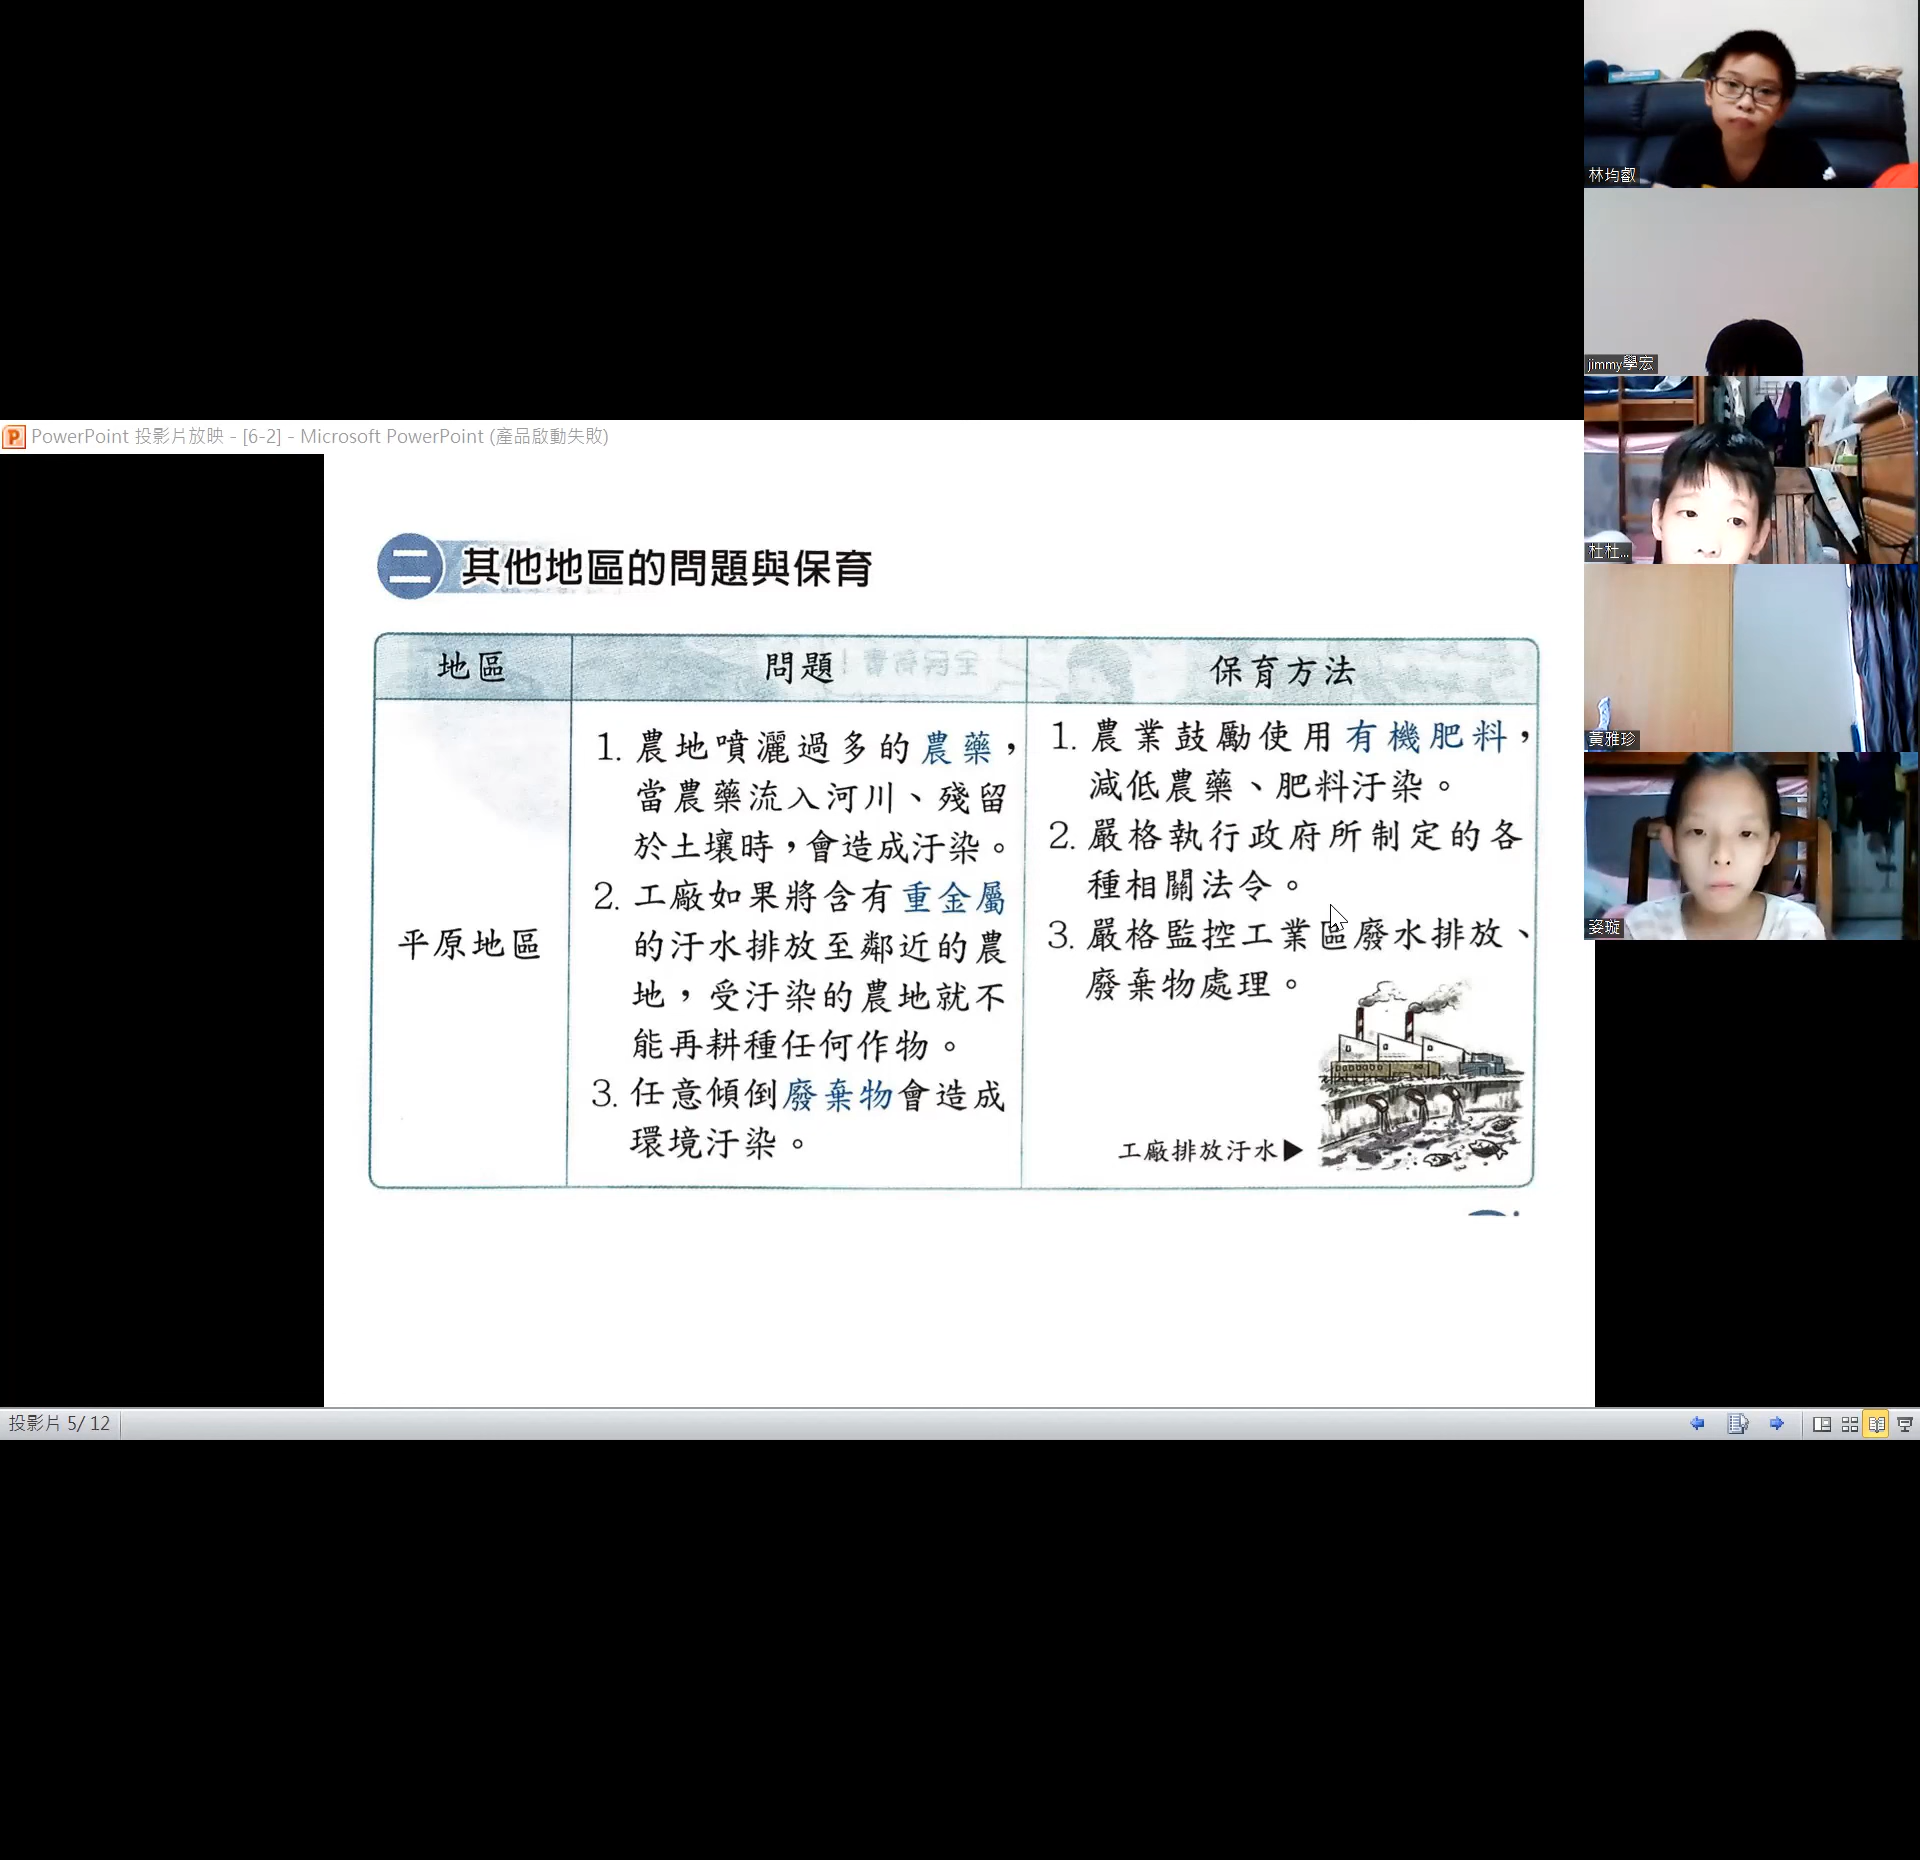 PowerPoint 投影片放映 - [6-2] - Microsoft PowerPoint (產品啟動失敗)
二 其他地區的問題與保育
地區
問題
保育方法
平原地區
1. 農地噴灑過多的農藥，
當農藥流入河川、殘留
於土壤時，會造成汙染。
2. 工廠如果將含有重金屬
的汙水排放至鄰近的農
地，受汙染的農地就不
能再耕種任何作物。
3. 任意傾倒廢棄物會造成
環境汙染。
1. 農業鼓勵使用有機肥料，
減低農藥、肥料汙染。
2. 嚴格執行政府所制定的各
種相關法令。
3. 嚴格監控工業區廢水排放、
廢棄物處理。
工廠排放汙水▶
投影片 5/ 12
林均叡
jimmy學宏
杜杜...
黃雅珍
姿璇